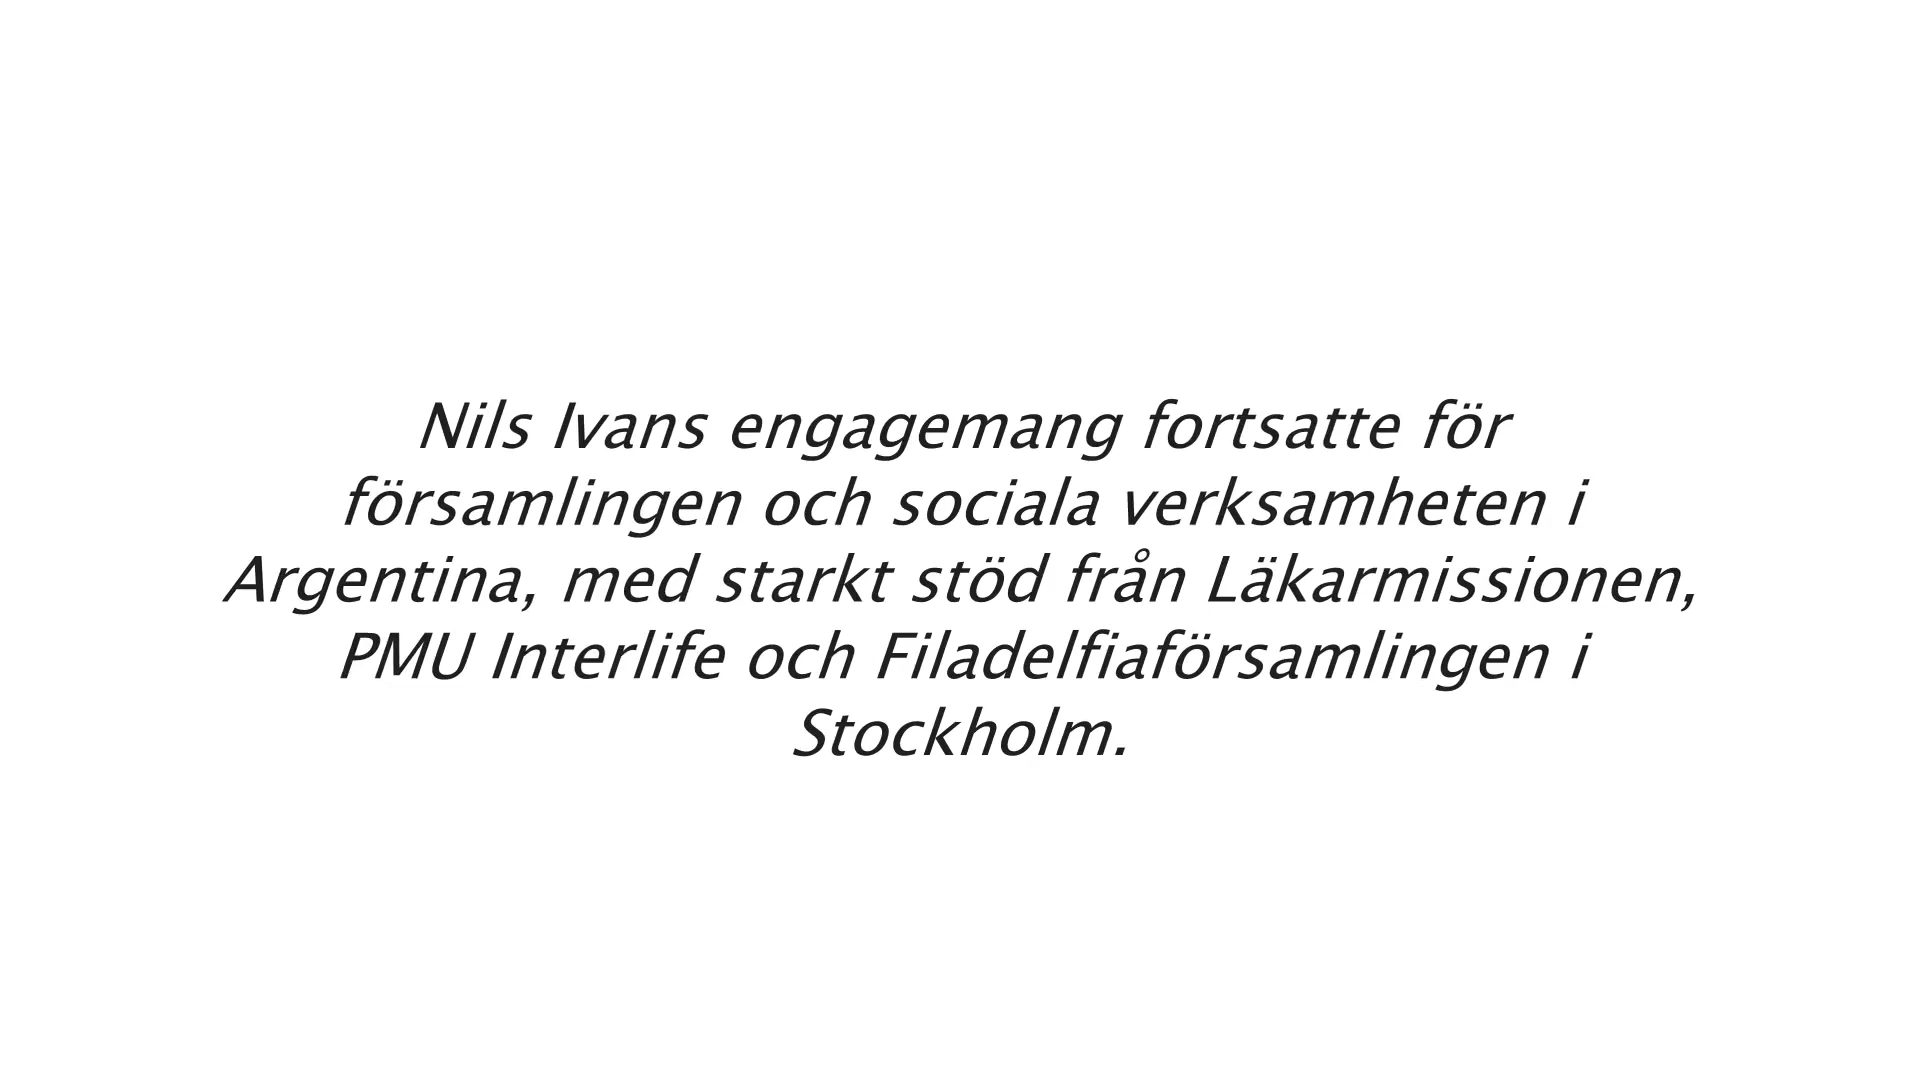 Nils Ivans engagemang fortsatte för
församlingen och sociala verksamheten i
Argentina, med starkt stöd från Läkarmissionen,
PMU Interlife och Filadelfiaförsamlingen i
Stockholm.